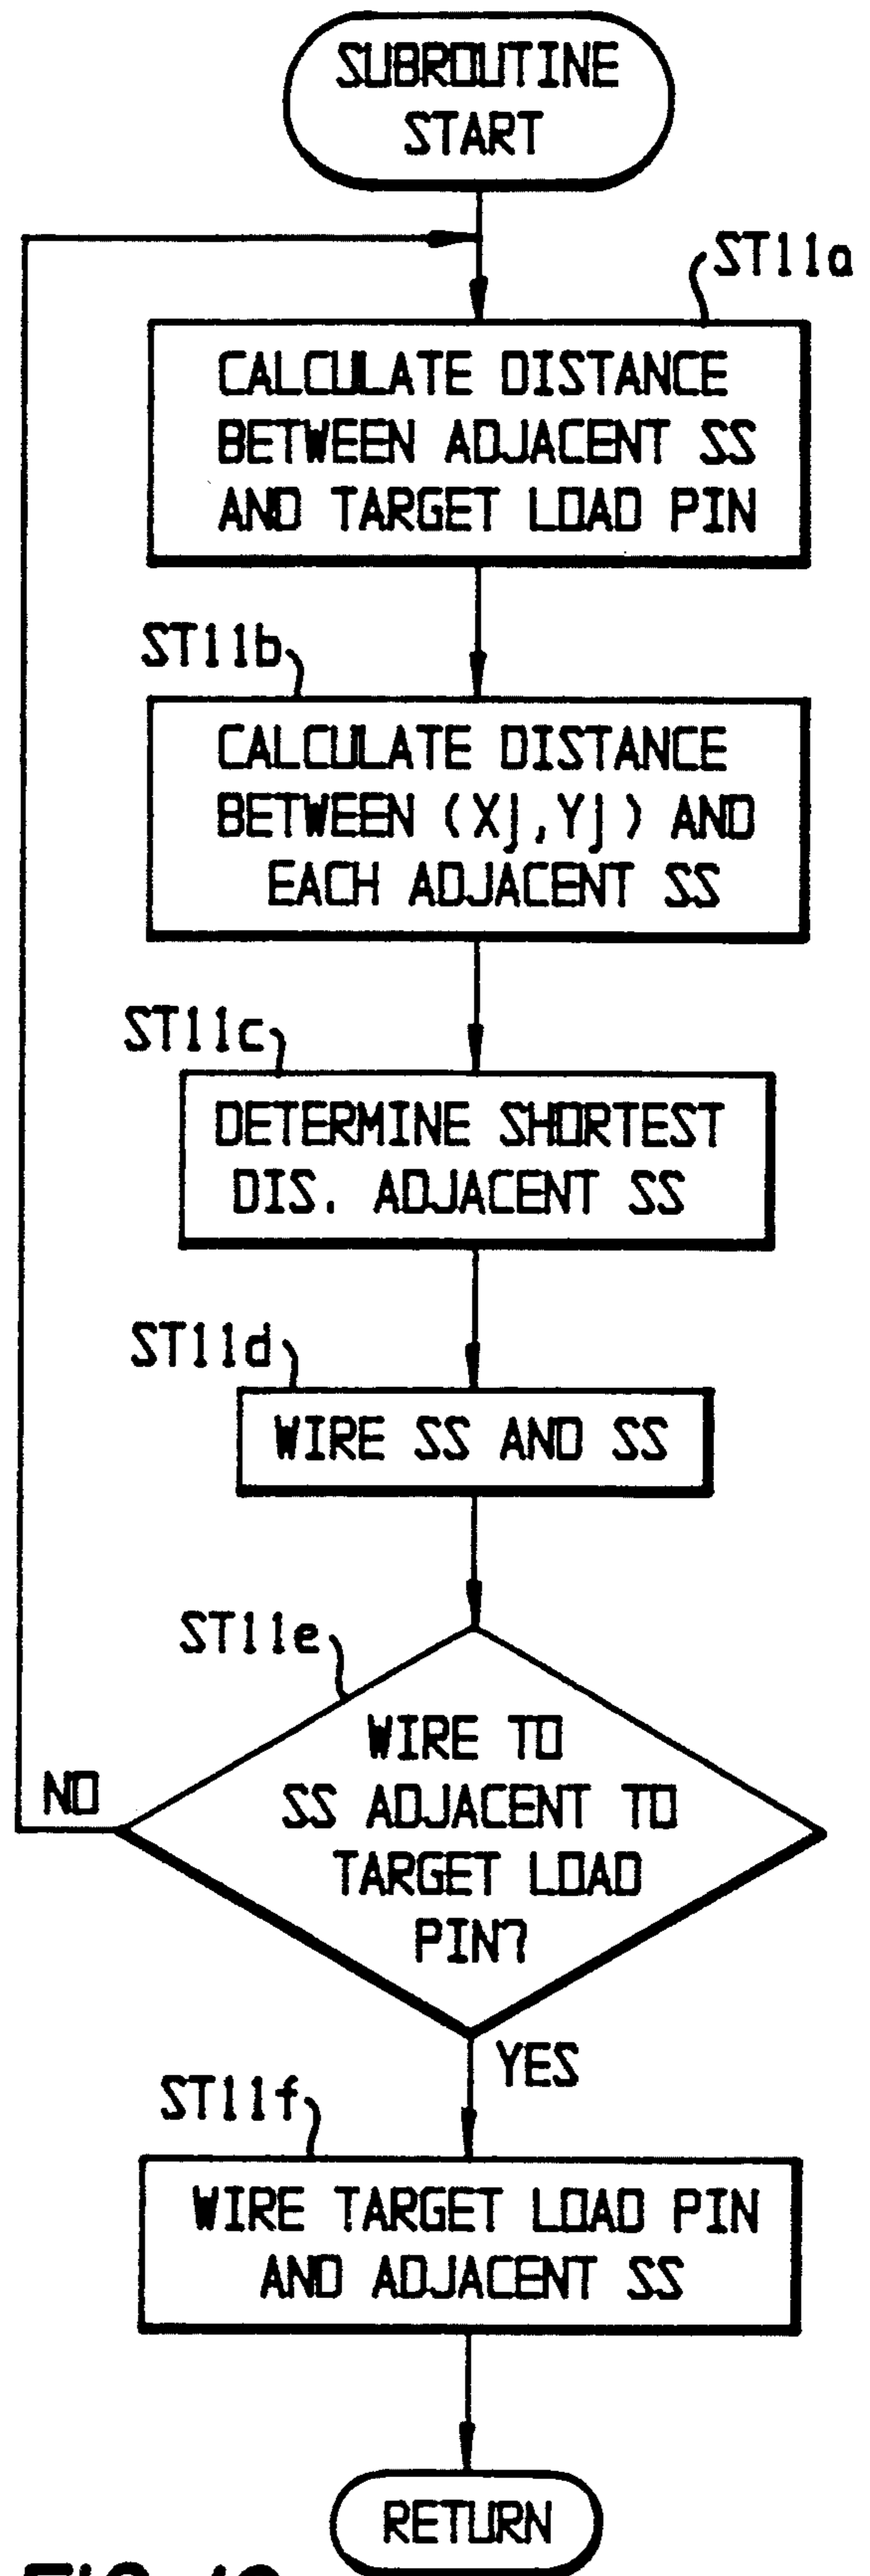 SUBROUTINE
START
ST11a
CALCULATE DISTANCE
BETWEEN ADJACENT SS
AND TARGET LOAD PIN
ST11b
CALCULATE DISTANCE
BETWEEN (Xj,Yj) AND
EACH ADJACENT SS
ST11c
DETERMINE SHORTEST
DIS. ADJACENT SS
ST11d
WIRE SS AND SS
ST11e
WIRE TO
SS ADJACENT TO
TARGET LOAD
PIN?
NO
YES
ST11f
WIRE TARGET LOAD PIN
AND ADJACENT SS
RETURN